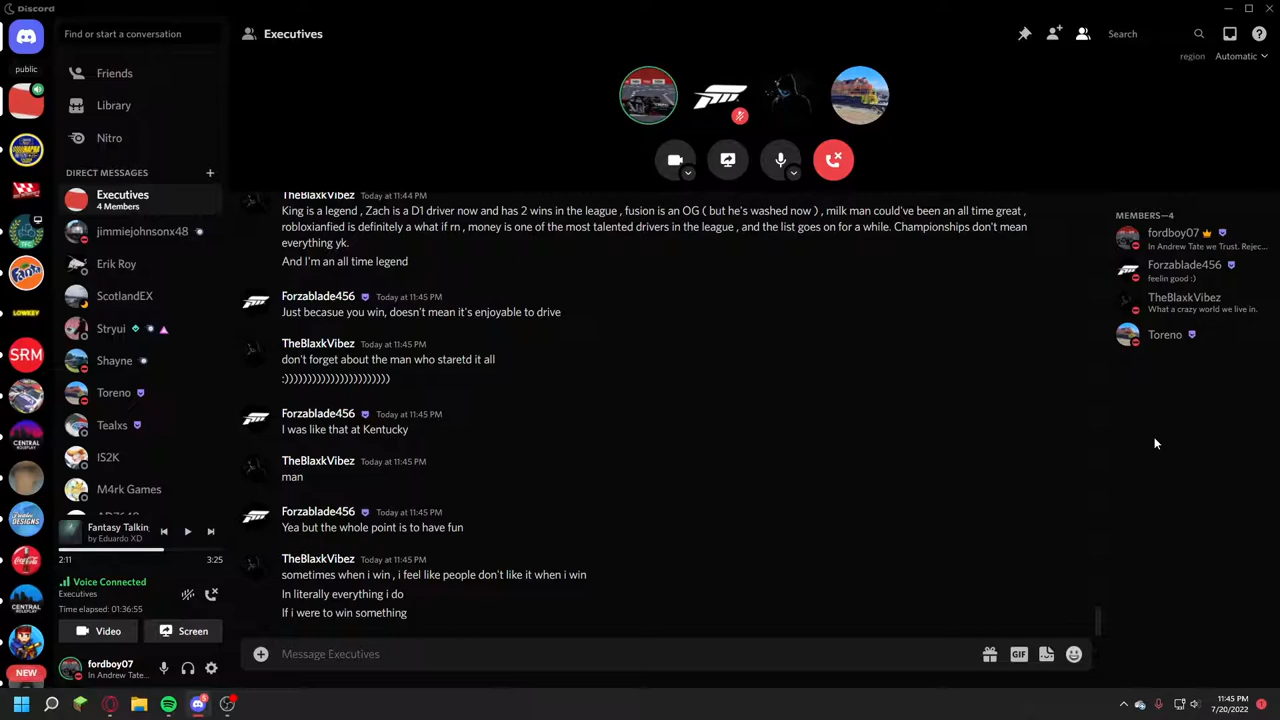 Discord
Find or start a conversation
Executives
Search
region
Automatic
public
Friends
Library
Nitro
DIRECT MESSAGES
Executives
4 Members
jimmiejohnsonx48
Erik Roy
ScotlandEX
Stryui
Shayne
Toreno
Tealxs
IS2K
M4rk Games
LOWKEY
SRM
CENTRAL
ROLEPLAY
DESIGNS
CENTRAL
NEW
Fantasy Talkin
by Eduardo XD
2:11
3:25
Voice Connected
Executives
Time elapsed: 01:36:55
Video
Screen
fordboy07
In Andrew Tate...
TheBlaxkVibez Today at 11:44 PM
King is a legend , Zach is a D1 driver now and has 2 wins in the league , fusion is an OG ( but he's washed now ) , milk man could've been an all time great ,
robloxianfied is definitely a what if rn , money is one of the most talented drivers in the league , and the list goes on for a while. Championships don't mean
everything yk.
And I'm an all time legend
Forzablade456 Today at 11:45 PM
Just becasue you win, doesn't mean it's enjoyable to drive
TheBlaxkVibez Today at 11:45 PM
don't forget about the man who staretd it all
:)))))))))))))))))))))))
Forzablade456 Today at 11:45 PM
I was like that at Kentucky
TheBlaxkVibez Today at 11:45 PM
man
Forzablade456 Today at 11:45 PM
Yea but the whole point is to have fun
TheBlaxkVibez Today at 11:45 PM
sometimes when i win , i feel like people don't like it when i win
In literally everything i do
If i were to win something
Message Executives
GIF
MEMBERS—4
fordboy07
In Andrew Tate we Trust. Rejec...
Forzablade456
feelin good :)
TheBlaxkVibez
What a crazy world we live in.
Toreno
11:45 PM
7/20/2022